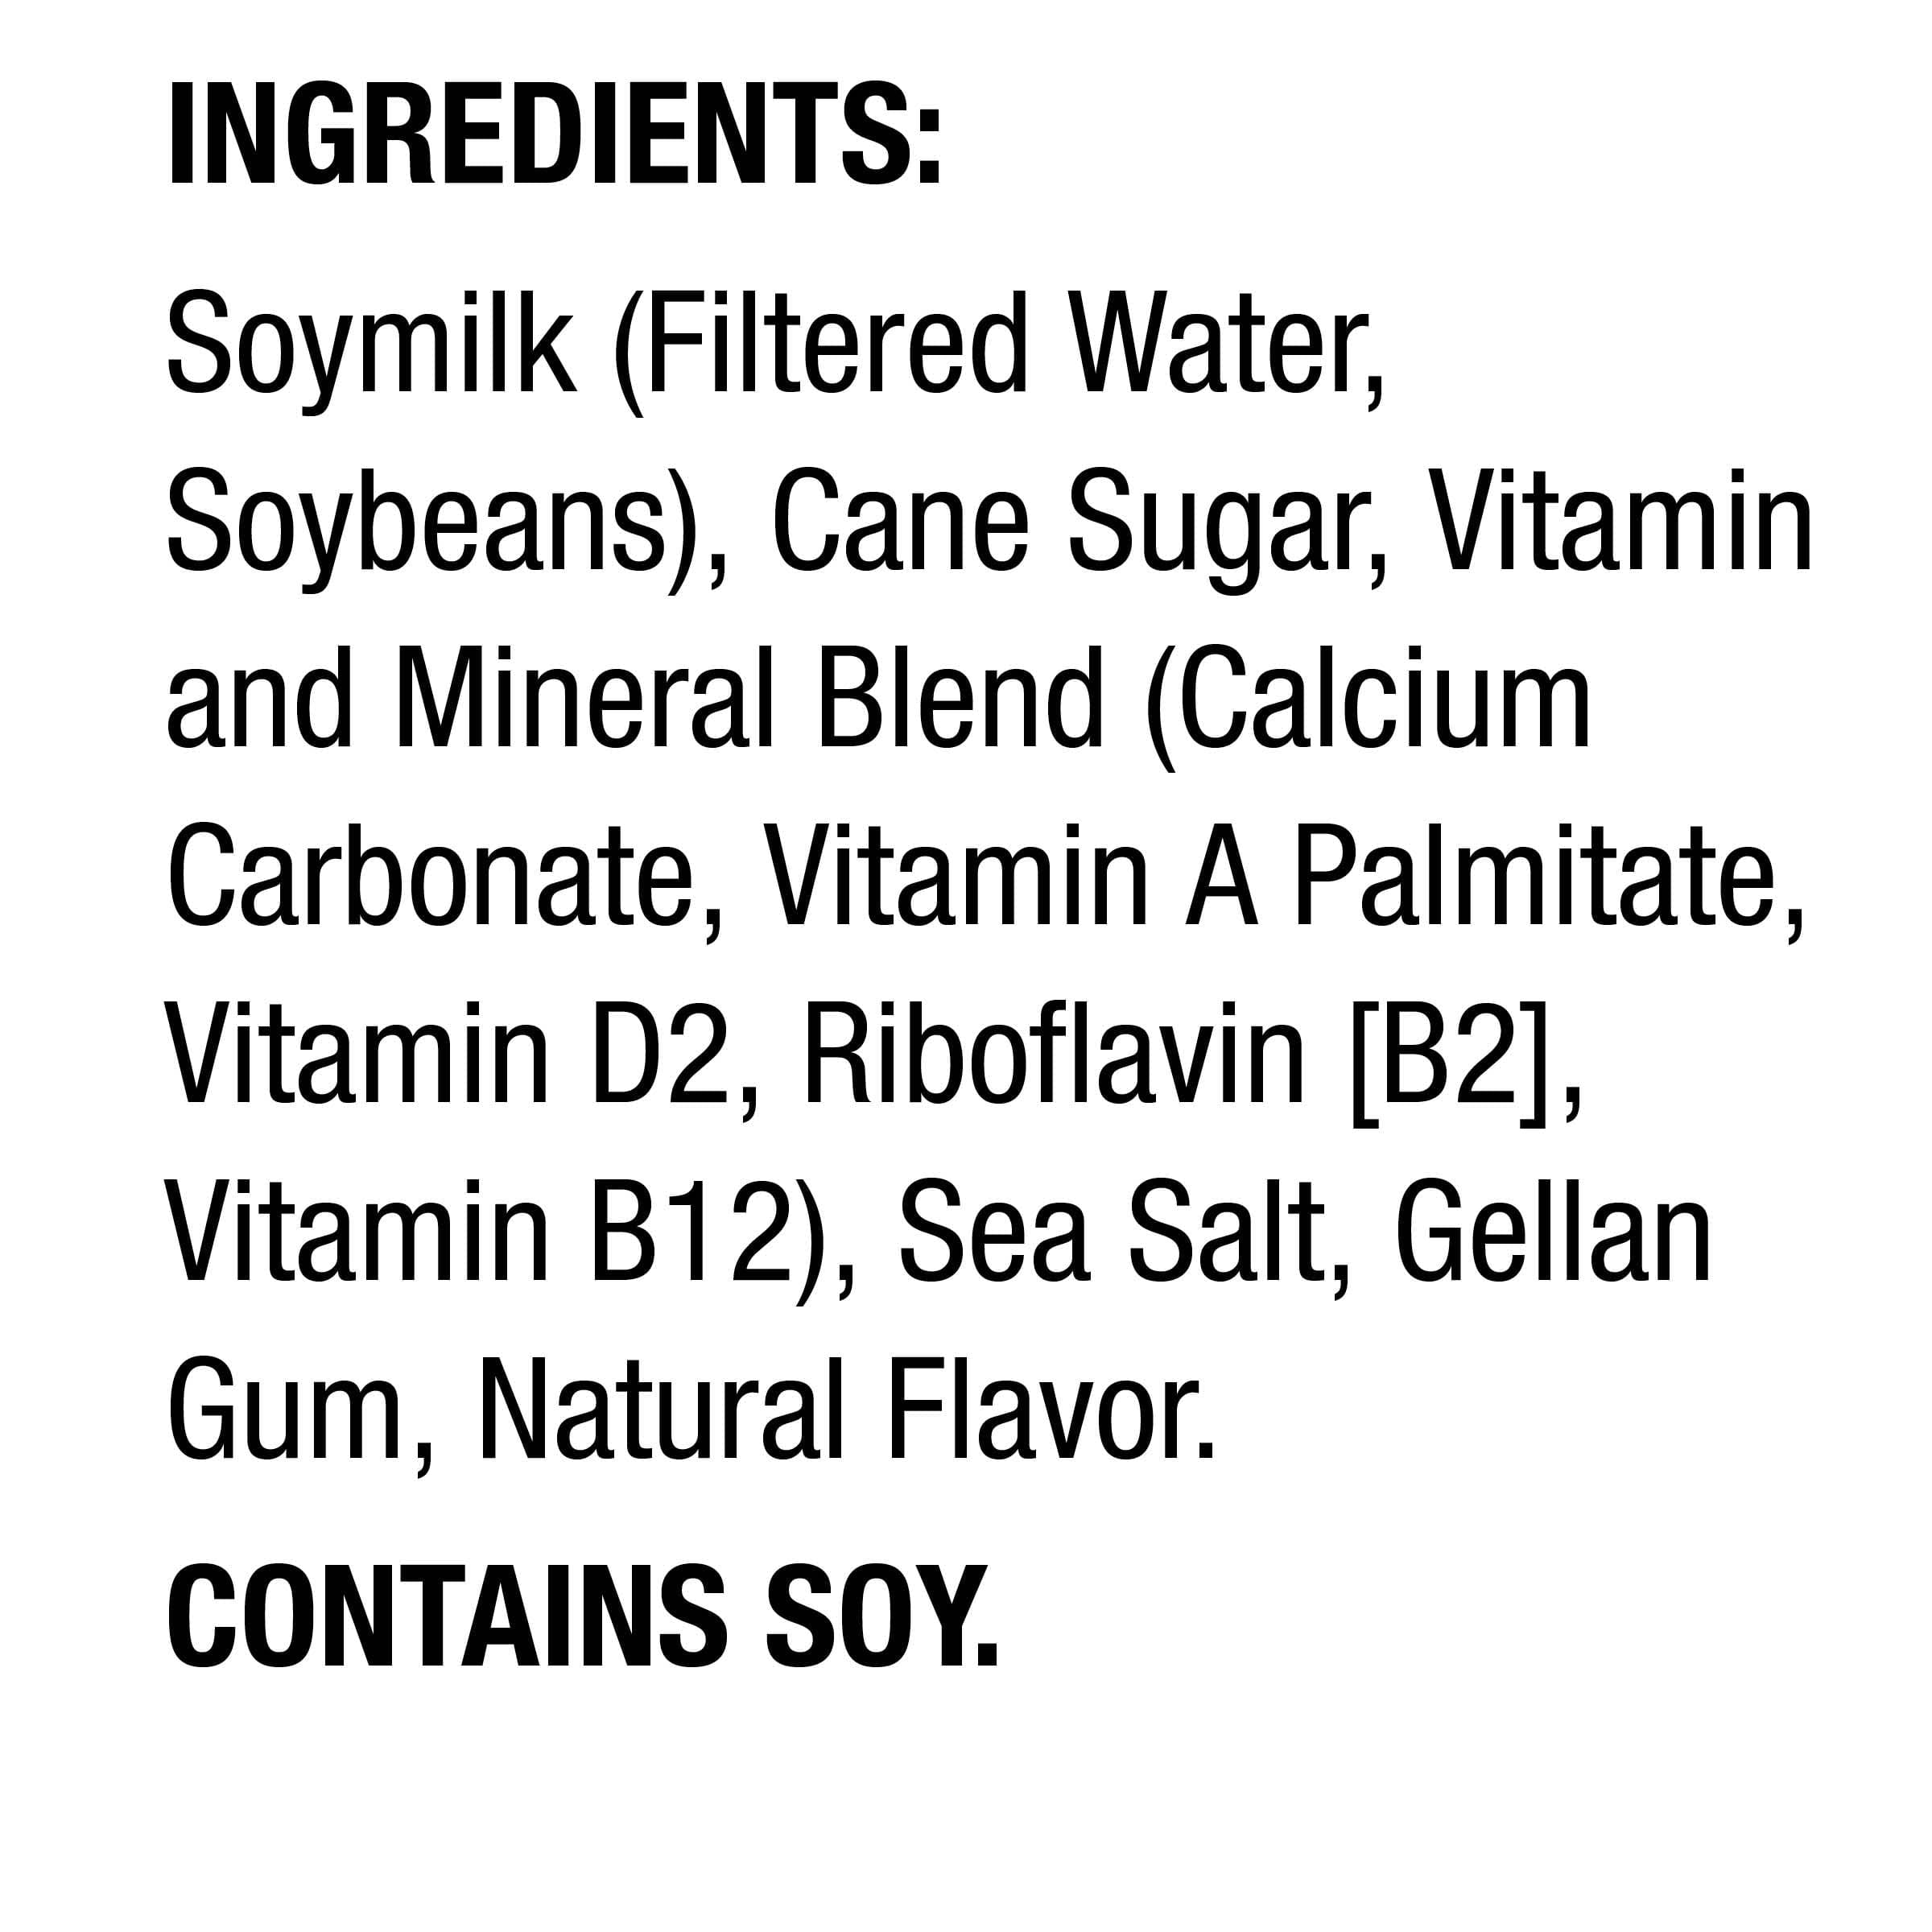 INGREDIENTS:
Soymilk (Filtered Water,
Soybeans), Cane Sugar, Vitamin
and Mineral Blend (Calcium
Carbonate, Vitamin A Palmitate,
Vitamin D2, Riboflavin [B2],
Vitamin B12), Sea Salt, Gellan
Gum, Natural Flavor.
CONTAINS SOY.